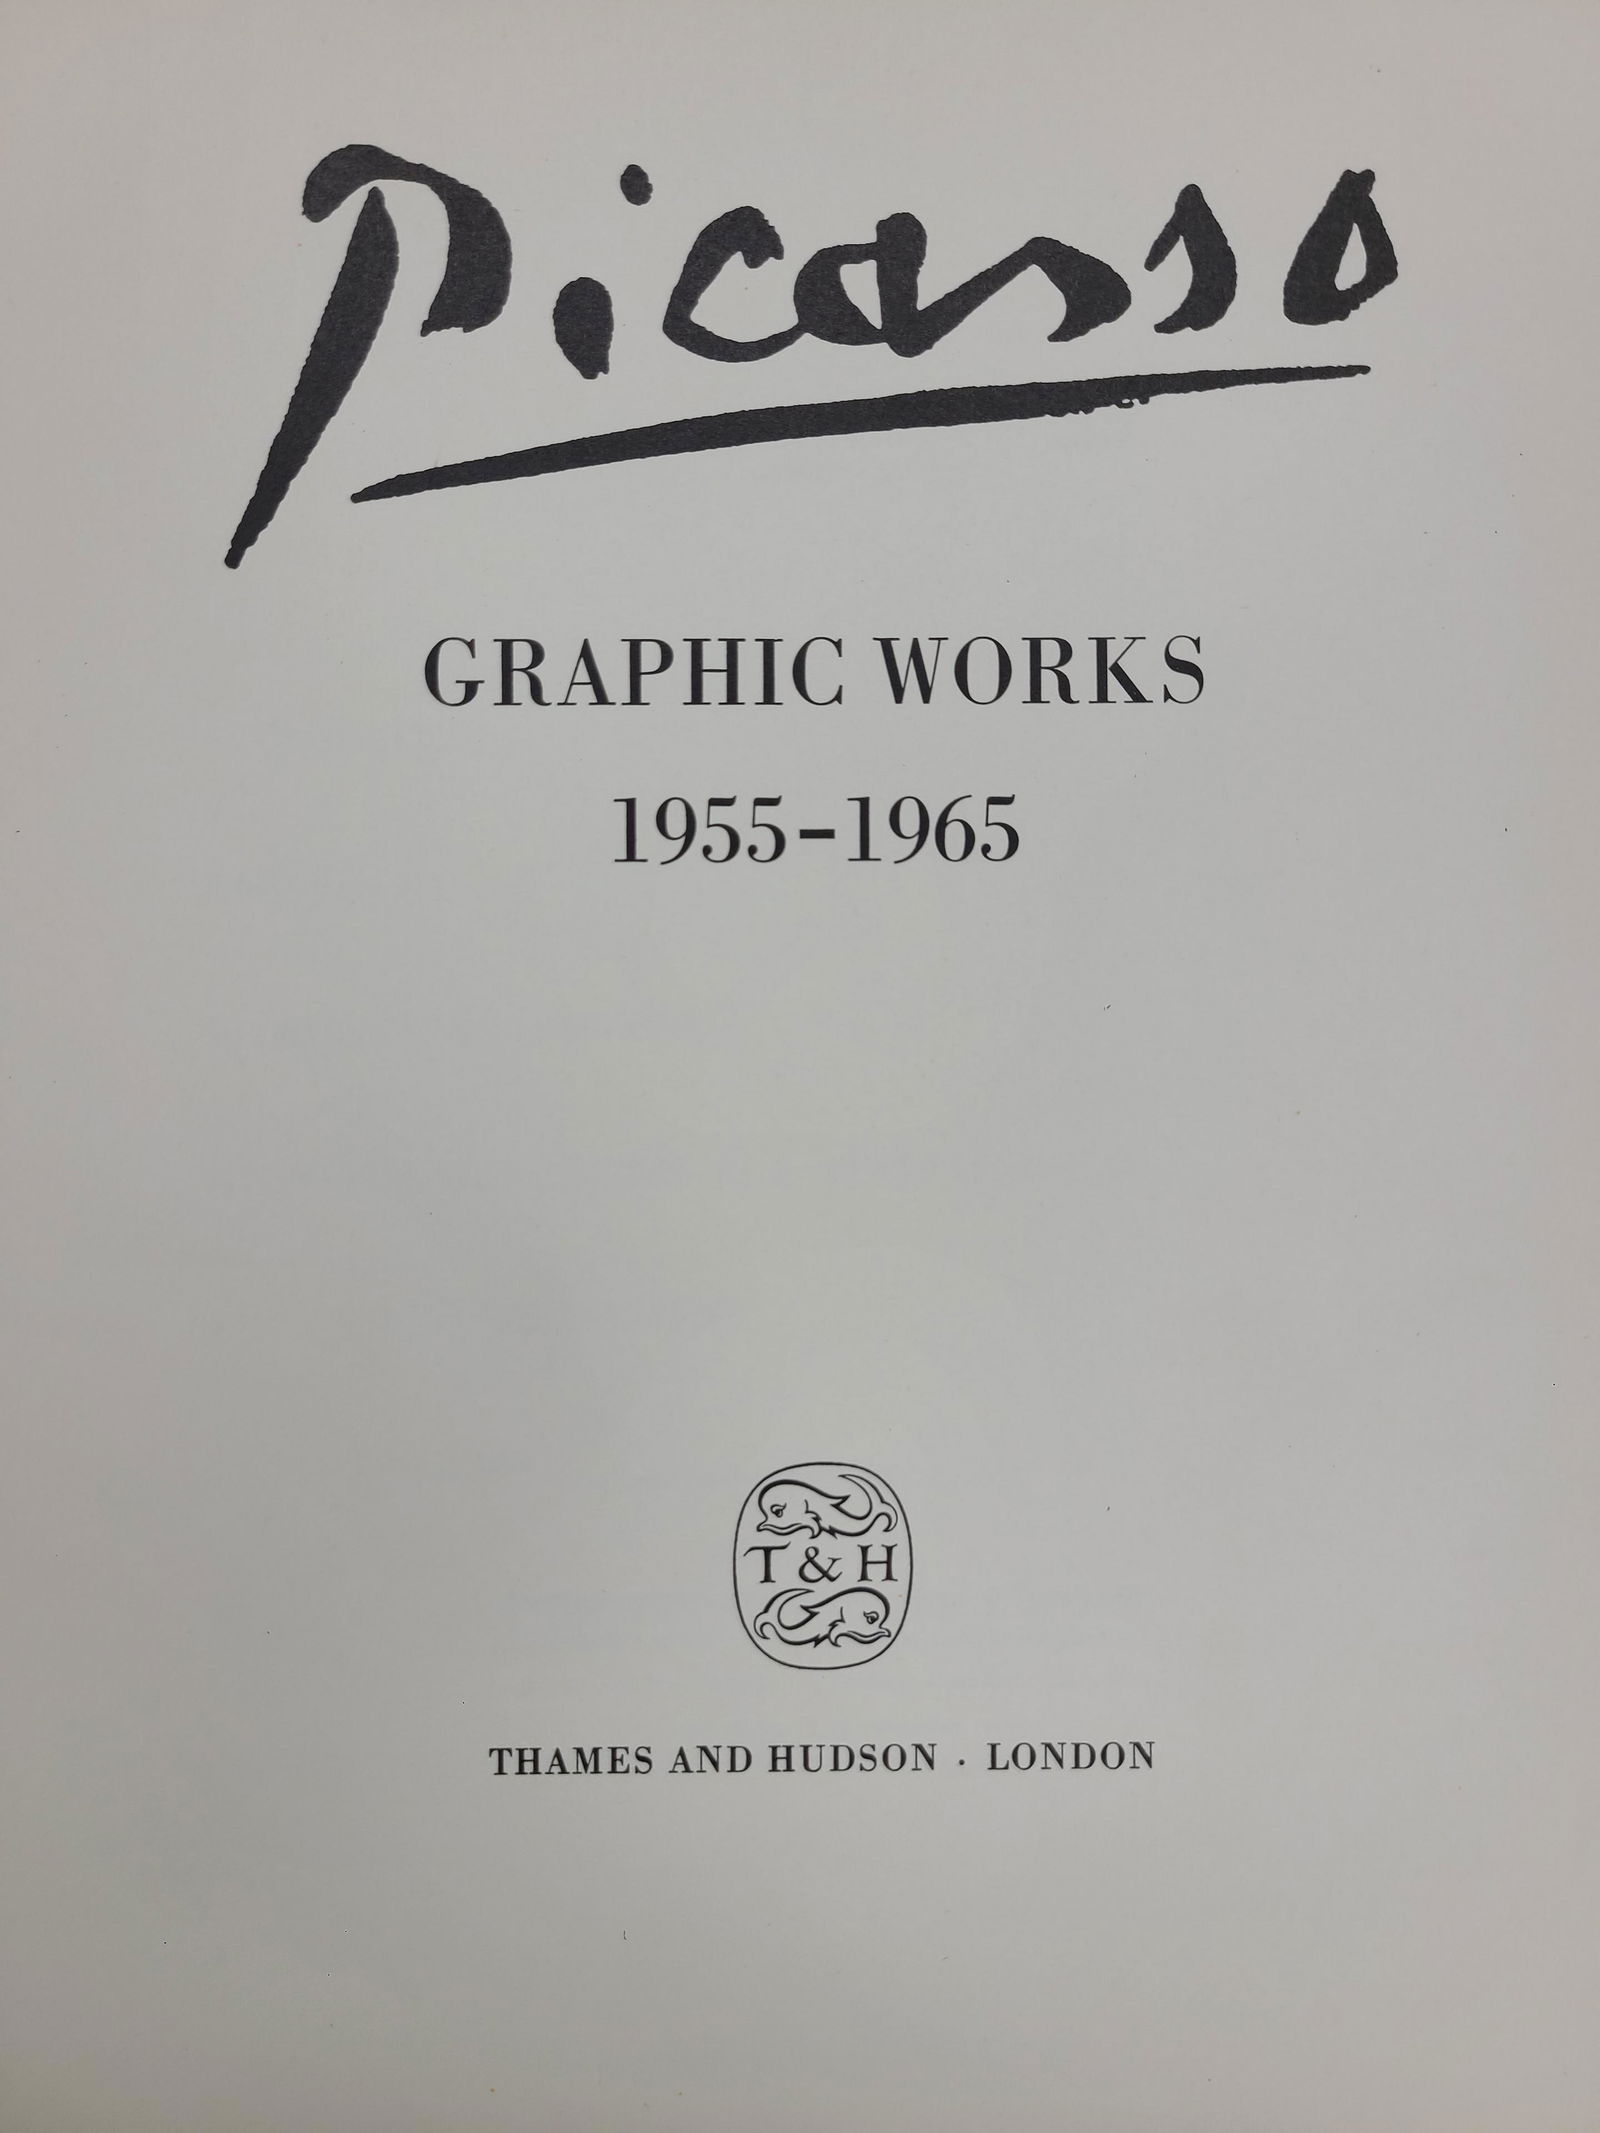 Picasso
GRAPHIC WORKS
1955–1965
T & H
THAMES AND HUDSON · LONDON